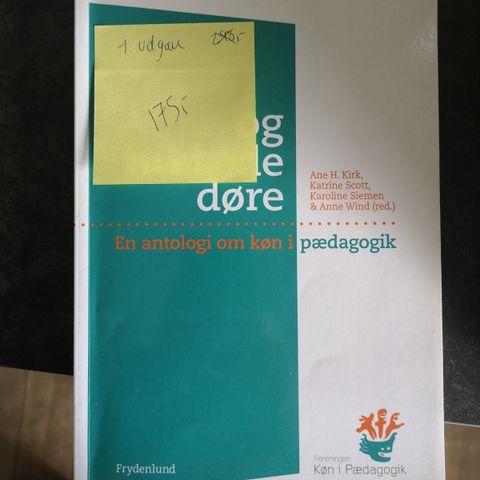 1. udgave
175,-
og
døre
Ane H. Kirk,
Katrine Scott,
Karoline Siemen
& Anne Wind (red.)
En antologi om køn i pædagogik
Foreningen
Køn i Pædagogik
Frydenlund